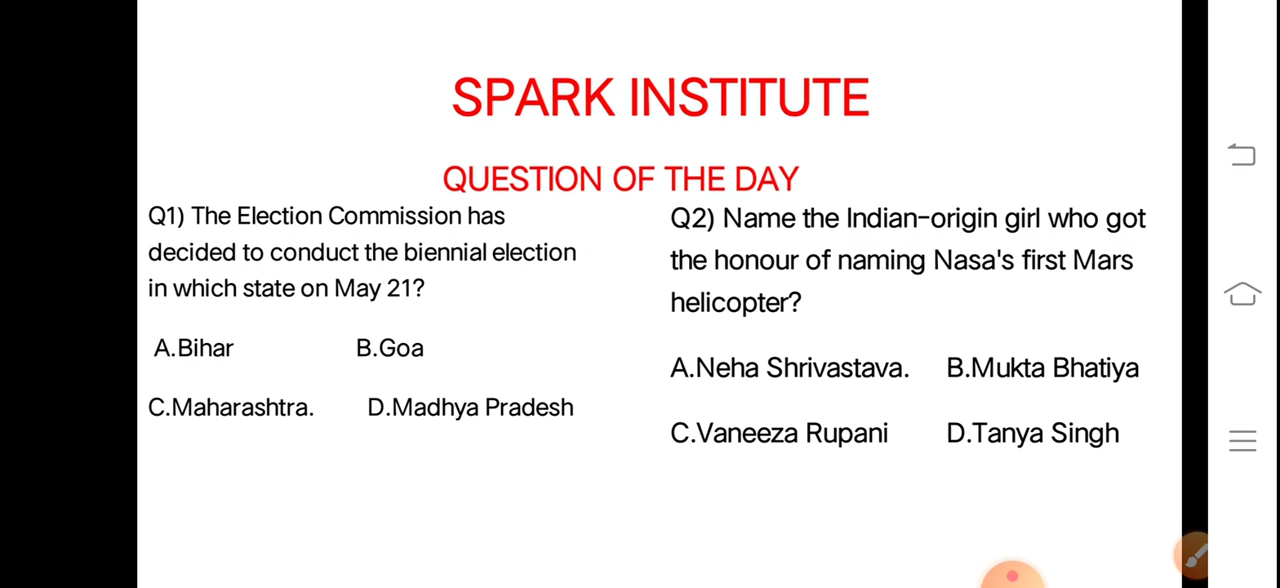 SPARK INSTITUTE
QUESTION OF THE DAY
Q1) The Election Commission has
decided to conduct the biennial election
in which state on May 21?
A.Bihar B.Goa
C.Maharashtra. D.Madhya Pradesh
Q2) Name the Indian-origin girl who got
the honour of naming Nasa's first Mars
helicopter?
A.Neha Shrivastava. B.Mukta Bhatiya
C.Vaneeza Rupani D.Tanya Singh